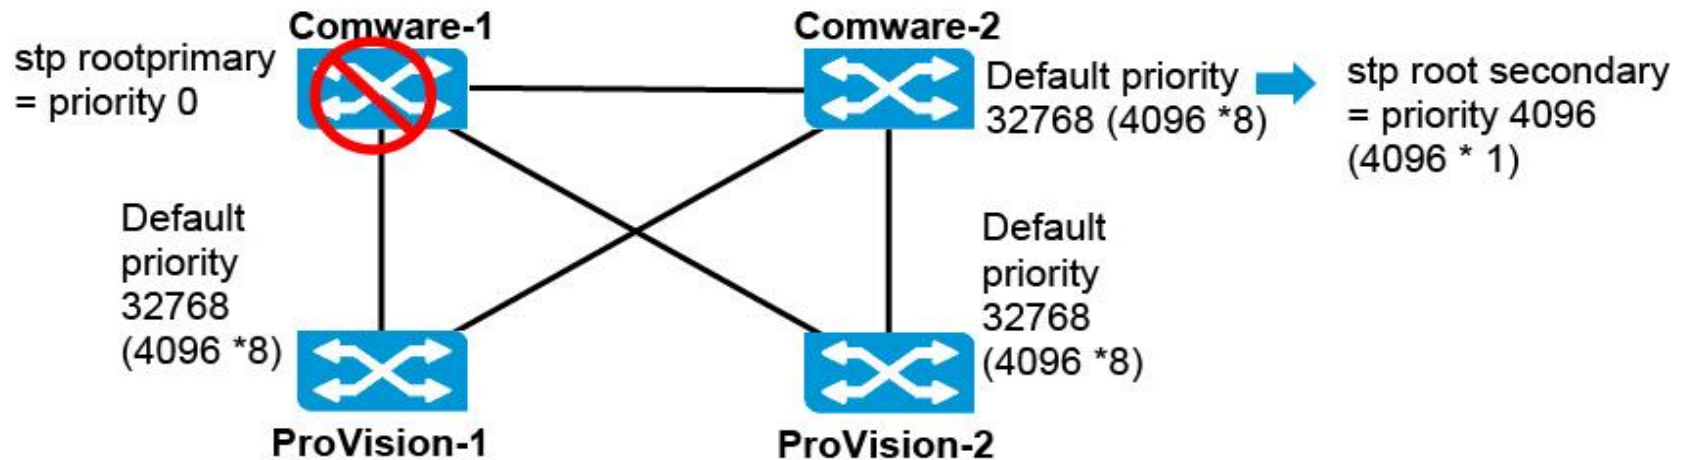 Comware-1
Comware-2
stp rootprimary
= priority 0
Default priority
32768 (4096 *8)
stp root secondary
= priority 4096
(4096 * 1)
Default
priority
32768
(4096 *8)
Default
priority
32768
(4096 *8)
ProVision-1
ProVision-2